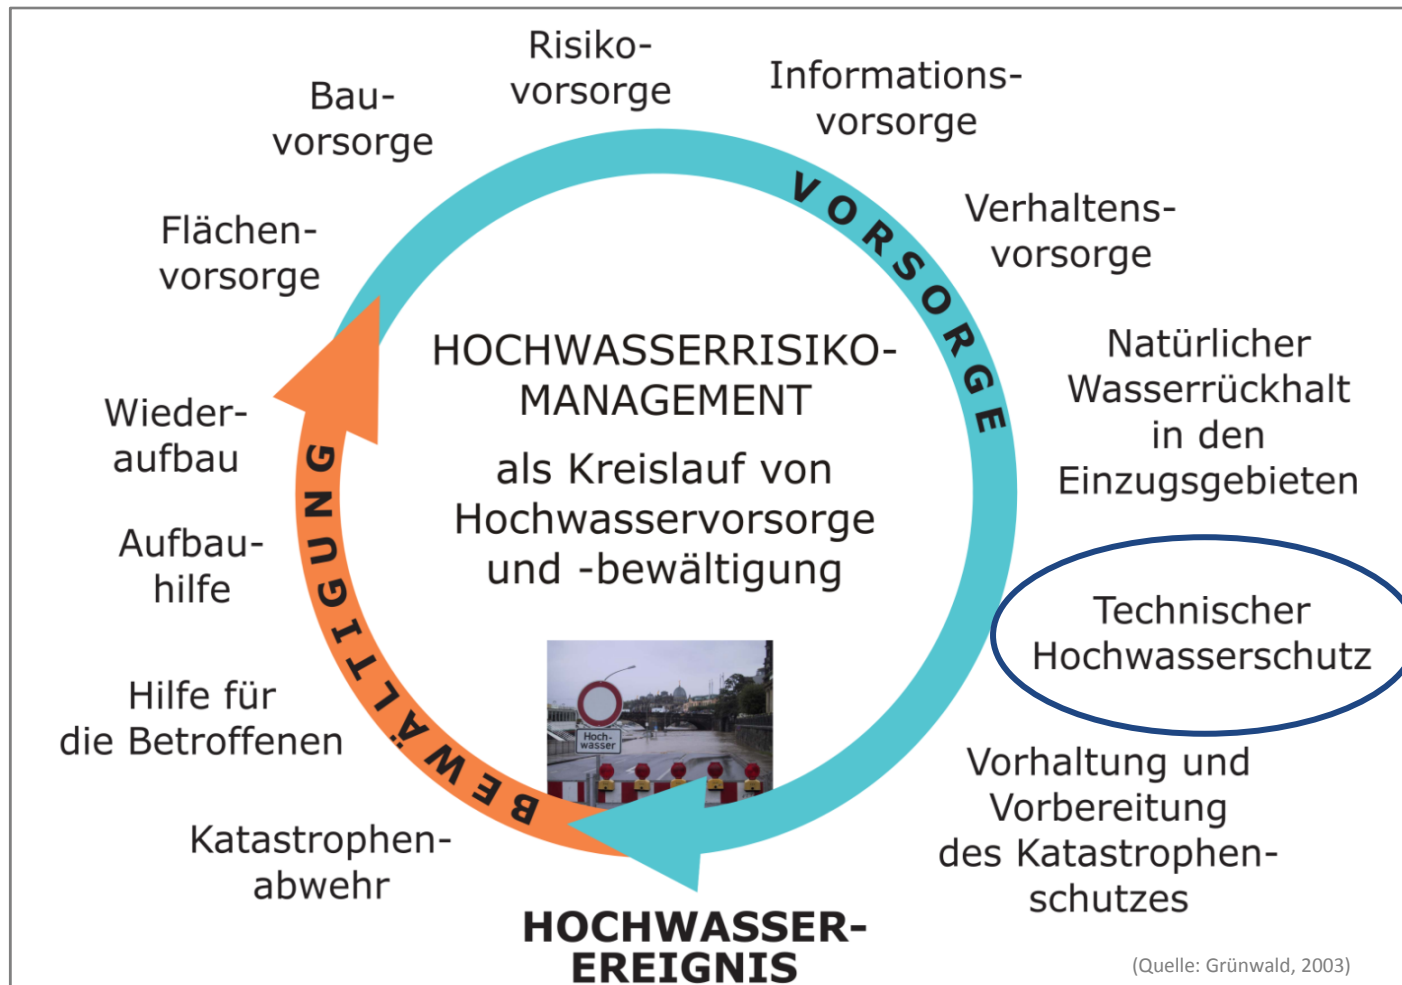 Risiko-
vorsorge
Informations-
vorsorge
Bau-
vorsorge
Verhaltens-
vorsorge
Flächen-
vorsorge
VORSORGE
Natürlicher
Wasserrückhalt
in den
Einzugsgebieten
HOCHWASSERRISIKO-
MANAGEMENT
als Kreislauf von
Hochwasservorsorge
und -bewältigung
Wieder-
aufbau
Aufbau-
hilfe
BEWÄLTIGUNG
Technischer
Hochwasserschutz
Hilfe für
die Betroffenen
Hoch-
wasser
Vorhaltung und
Vorbereitung
des Katastrophen-
schutzes
Katastrophen-
abwehr
HOCHWASSER-
EREIGNIS
(Quelle: Grünwald, 2003)